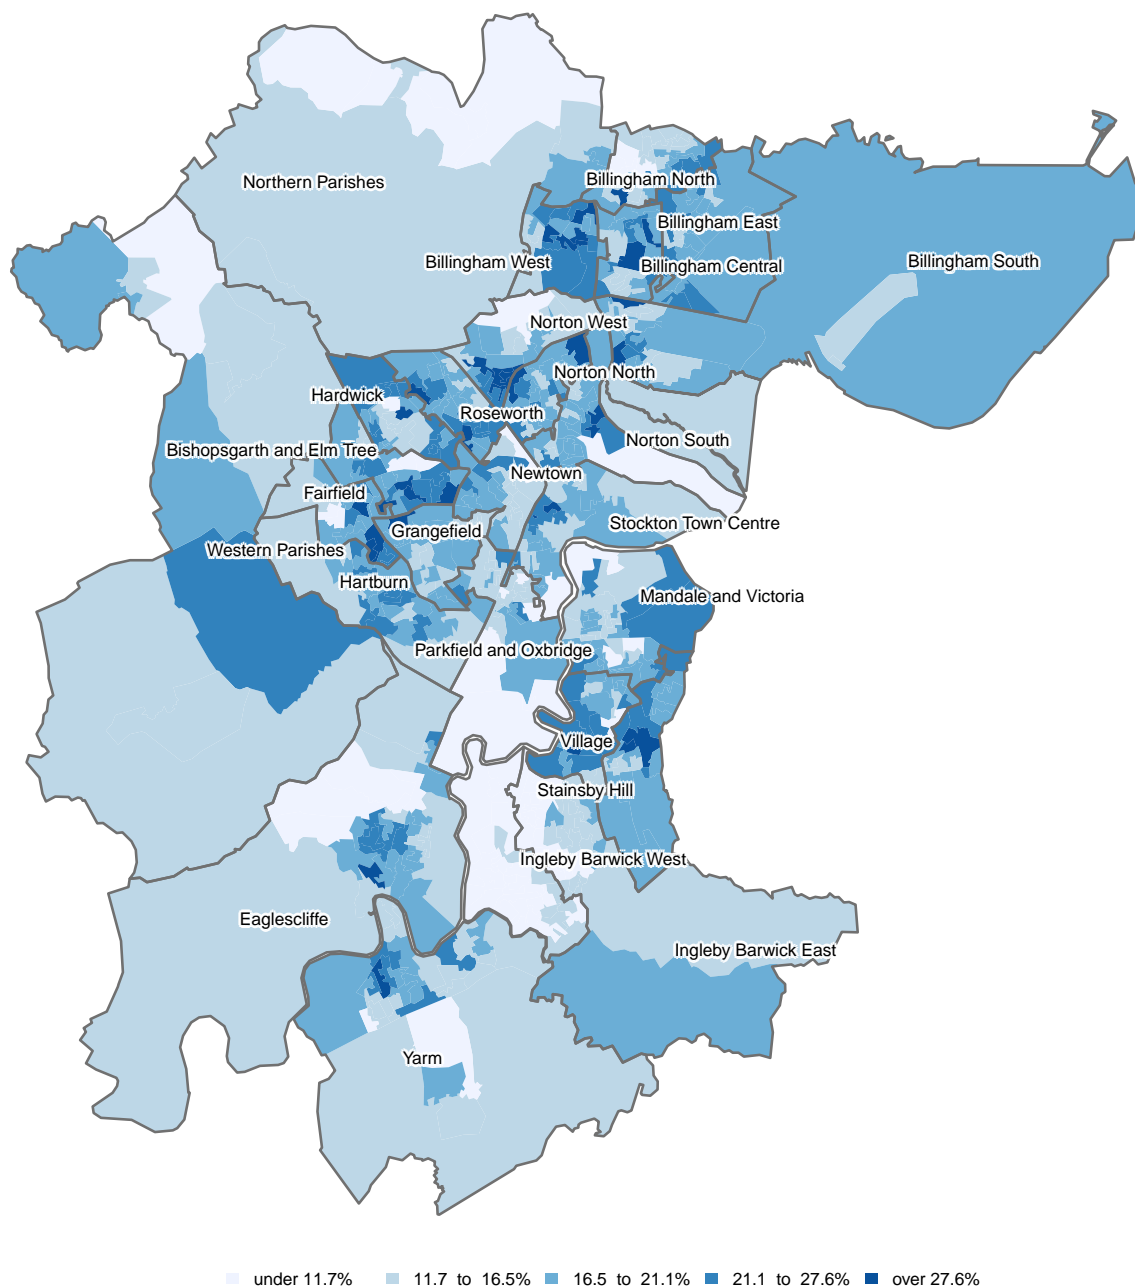 Northern Parishes
Billingham North
Billingham East
Billingham West
Billingham Central
Billingham South
Norton West
Norton North
Hardwick
Roseworth
Norton South
Bishopsgarth and Elm Tree
Newtown
Fairfield
Stockton Town Centre
Grangefield
Western Parishes
Hartburn
Mandale and Victoria
Parkfield and Oxbridge
Village
Stainsby Hill
Ingleby Barwick West
Eaglescliffe
Ingleby Barwick East
Yarm
under 11.7% 11.7 to 16.5% 16.5 to 21.1% 21.1 to 27.6% over 27.6%